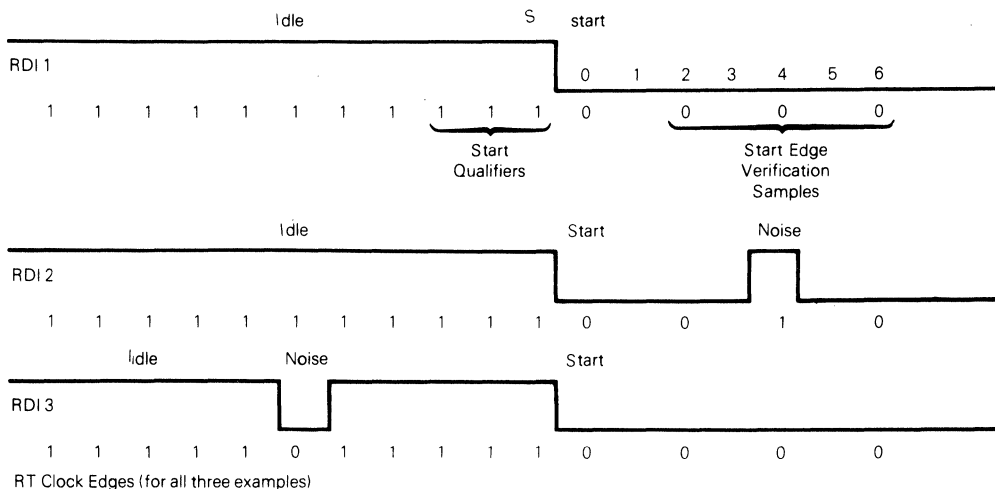 Idle S start
RDI 1
0 1 2 3 4 5 6
1 1 1 1 1 1 1 1 1 1 1 0 0 0 0
Start
Qualifiers
Start Edge
Verification
Samples
Idle Start Noise
RDI 2
1 1 1 1 1 1 1 1 1 1 1 0 0 1 0
Idle Noise Start
RDI 3
1 1 1 1 1 0 1 1 1 1 1 0 0 0 0
RT Clock Edges (for all three examples)